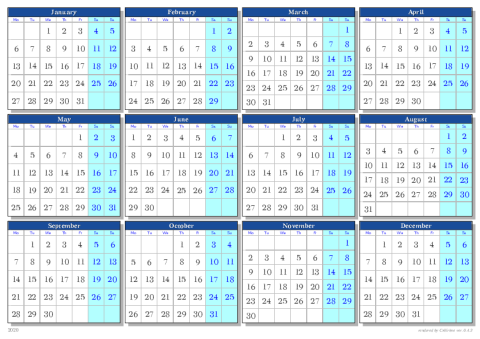 January
Mo Tu We Th Fr Sa Su
1 2 3 4 5
6 7 8 9 10 11 12
13 14 15 16 17 18 19
20 21 22 23 24 25 26
27 28 29 30 31
February
Mo Tu We Th Fr Sa Su
1 2
3 4 5 6 7 8 9
10 11 12 13 14 15 16
17 18 19 20 21 22 23
24 25 26 27 28 29
March
Mo Tu We Th Fr Sa Su
1
2 3 4 5 6 7 8
9 10 11 12 13 14 15
16 17 18 19 20 21 22
23 24 25 26 27 28 29
30 31
April
Mo Tu We Th Fr Sa Su
1 2 3 4 5
6 7 8 9 10 11 12
13 14 15 16 17 18 19
20 21 22 23 24 25 26
27 28 29 30
May
Mo Tu We Th Fr Sa Su
1 2 3
4 5 6 7 8 9 10
11 12 13 14 15 16 17
18 19 20 21 22 23 24
25 26 27 28 29 30 31
June
Mo Tu We Th Fr Sa Su
1 2 3 4 5 6 7
8 9 10 11 12 13 14
15 16 17 18 19 20 21
22 23 24 25 26 27 28
29 30
July
Mo Tu We Th Fr Sa Su
1 2 3 4 5
6 7 8 9 10 11 12
13 14 15 16 17 18 19
20 21 22 23 24 25 26
27 28 29 30 31
August
Mo Tu We Th Fr Sa Su
1 2
3 4 5 6 7 8 9
10 11 12 13 14 15 16
17 18 19 20 21 22 23
24 25 26 27 28 29 30
31
September
Mo Tu We Th Fr Sa Su
1 2 3 4 5 6
7 8 9 10 11 12 13
14 15 16 17 18 19 20
21 22 23 24 25 26 27
28 29 30
October
Mo Tu We Th Fr Sa Su
1 2 3 4
5 6 7 8 9 10 11
12 13 14 15 16 17 18
19 20 21 22 23 24 25
26 27 28 29 30 31
November
Mo Tu We Th Fr Sa Su
1
2 3 4 5 6 7 8
9 10 11 12 13 14 15
16 17 18 19 20 21 22
23 24 25 26 27 28 29
30
December
Mo Tu We Th Fr Sa Su
1 2 3 4 5 6
7 8 9 10 11 12 13
14 15 16 17 18 19 20
21 22 23 24 25 26 27
28 29 30 31
2020